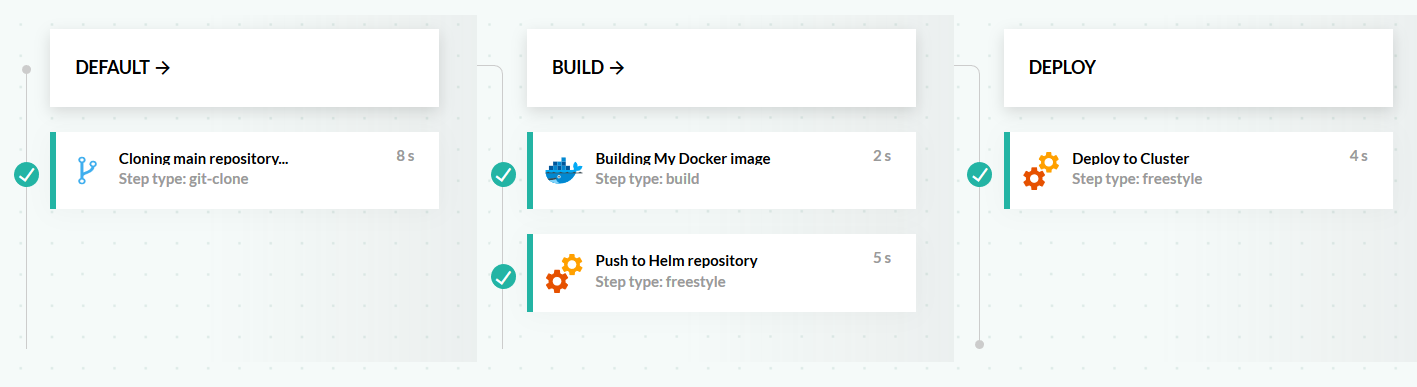 DEFAULT →
Cloning main repository...
8 s
Step type: git-clone
BUILD →
Building My Docker image
2 s
Step type: build
Push to Helm repository
5 s
Step type: freestyle
DEPLOY
Deploy to Cluster
4 s
Step type: freestyle